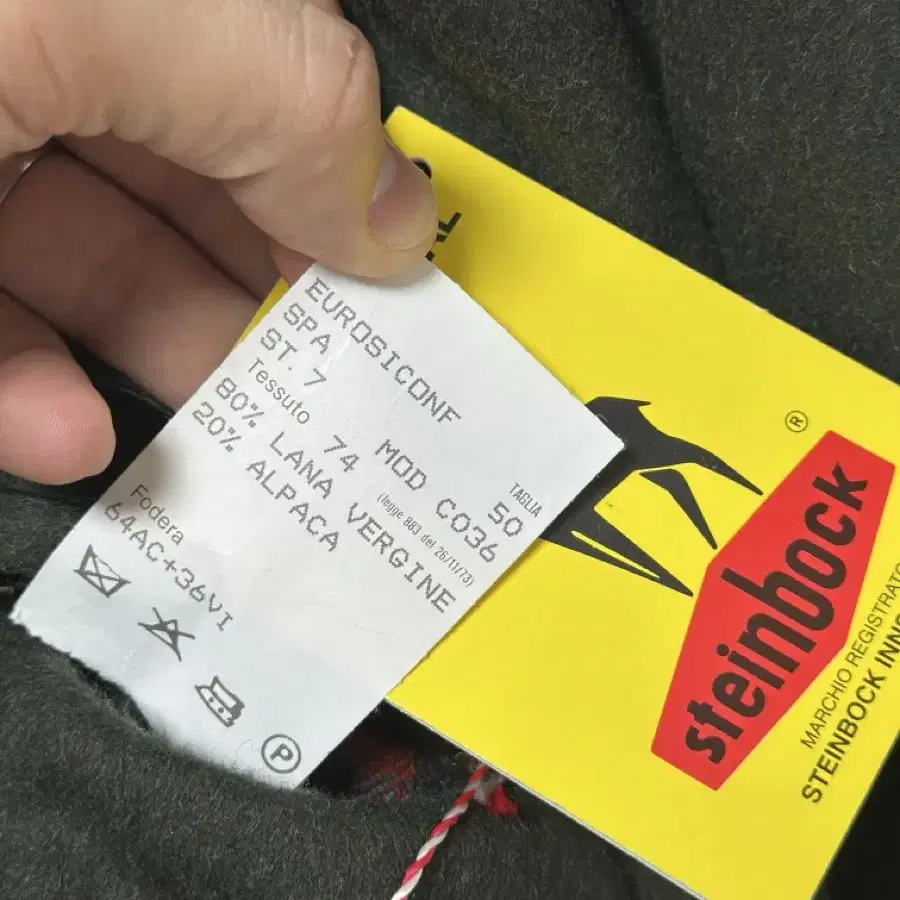 EUROSICONF
SPA
ST. 7 MOD CO36
TAGLIA
50
Tessuto 74 (legge 883 del 26/11/73)
80% LANA VERGINE
20% ALPACA
Fodera
64AC+36VI
P
®
steinbock
MARCHIO REGISTRATO
STEINBOCK